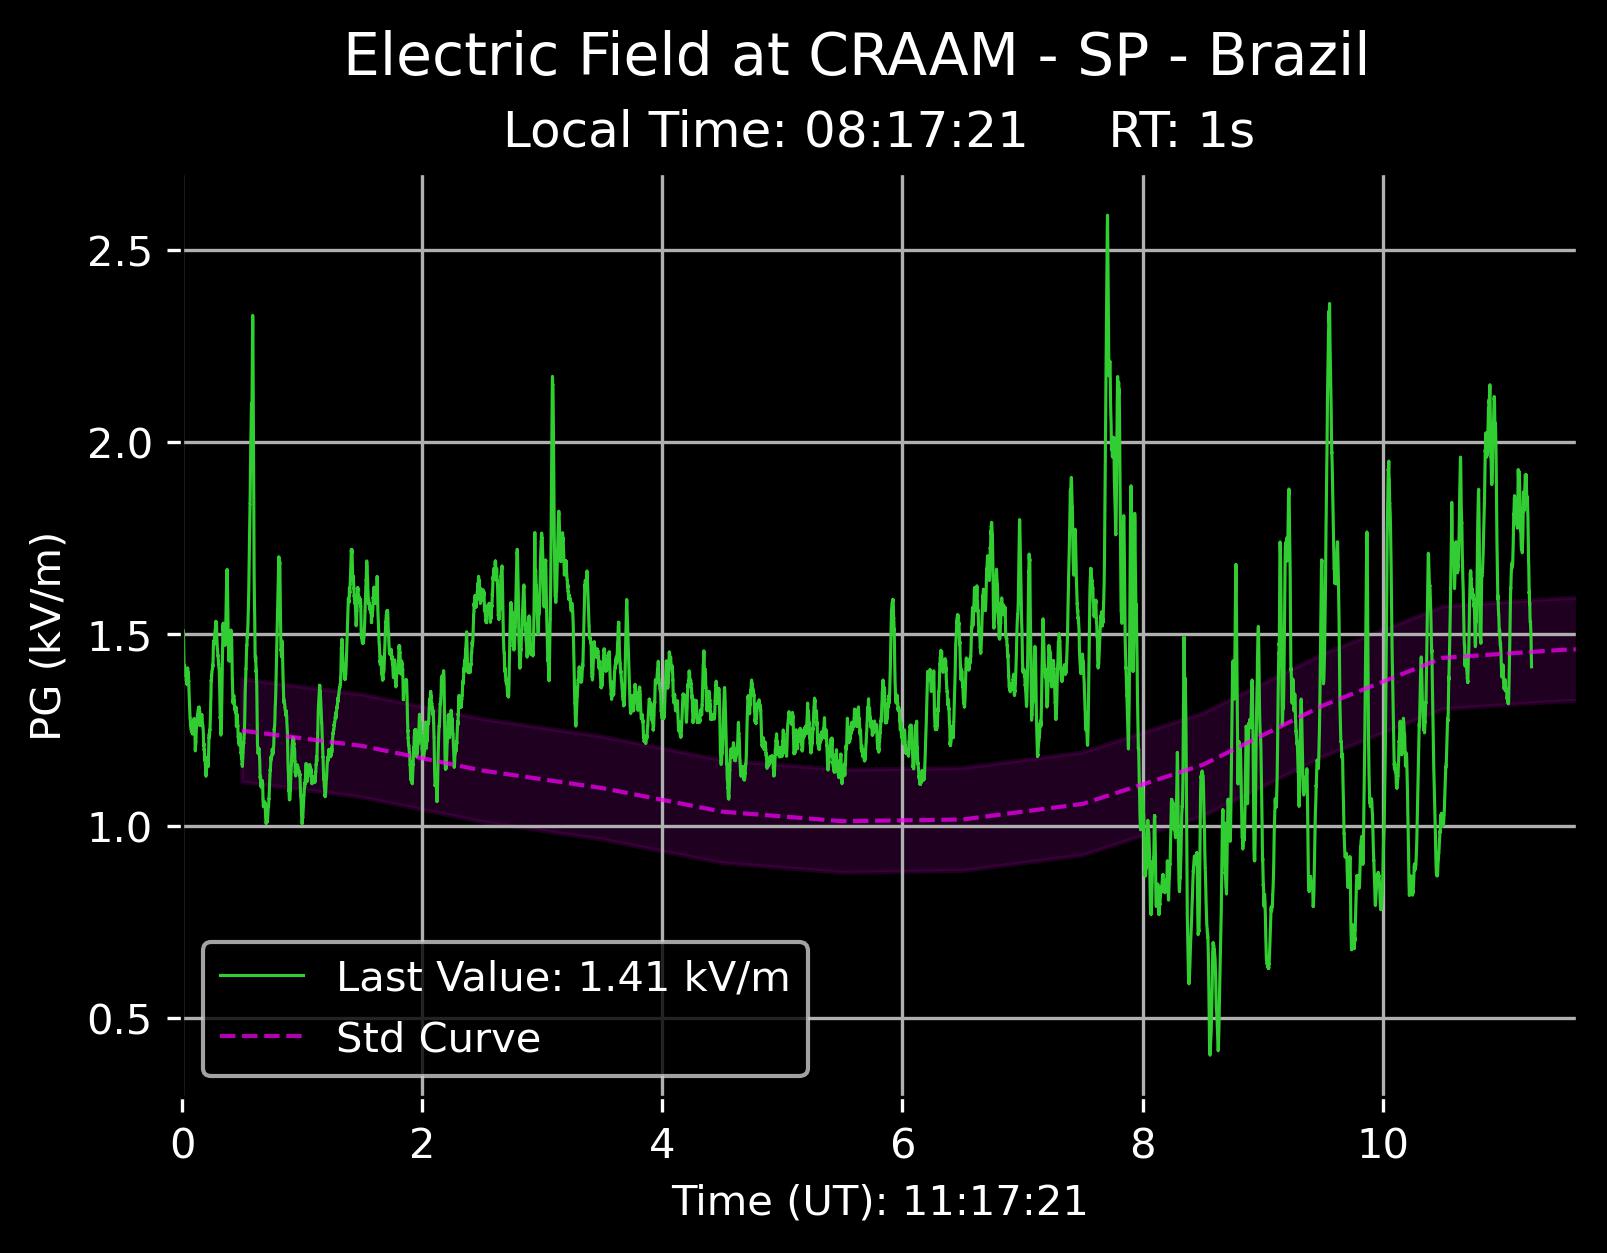 Electric Field at CRAAM - SP - Brazil
Local Time: 08:17:21 RT: 1s
PG (kV/m)
2.5
2.0
1.5
1.0
0.5
Last Value: 1.41 kV/m
Std Curve
0 2 4 6 8 10
Time (UT): 11:17:21